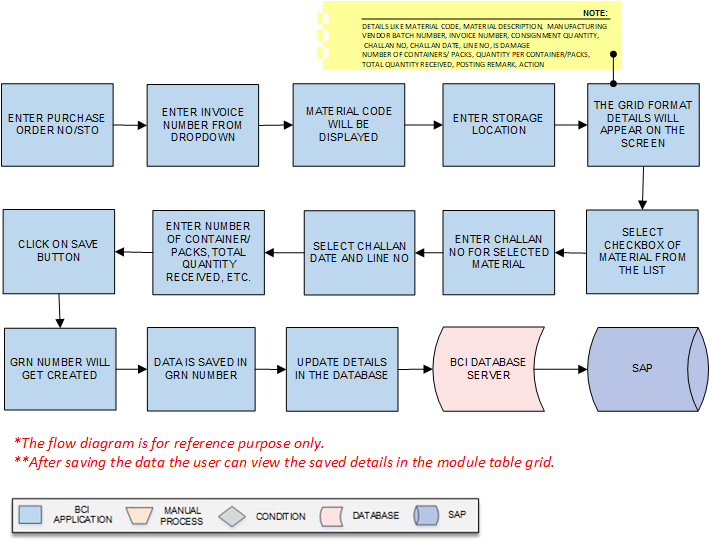 NOTE:
DETAILS LIKE MATERIAL CODE, MATERIAL DESCRIPTION, MANUFACTURING
VENDOR BATCH NUMBER, INVOICE NUMBER, CONSIGNMENT QUANTITY,
CHALLAN NO, CHALLAN DATE, LINE NO, IS DAMAGE
NUMBER OF CONTAINERS/ PACKS, QUANTITY PER CONTAINER/PACKS,
TOTAL QUANTITY RECEIVED, POSTING REMARK, ACTION
ENTER PURCHASE
ORDER NO/STO
ENTER INVOICE
NUMBER FROM
DROPDOWN
MATERIAL CODE
WILL BE
DISPLAYED
ENTER STORAGE
LOCATION
THE GRID FORMAT
DETAILS WILL
APPEAR ON THE
SCREEN
SELECT
CHECKBOX OF
MATERIAL FROM
THE LIST
ENTER CHALLAN
NO FOR SELECTED
MATERIAL
SELECT CHALLAN
DATE AND LINE NO
ENTER NUMBER
OF CONTAINER/
PACKS, TOTAL
QUANTITY
RECEIVED, ETC.
CLICK ON SAVE
BUTTON
GRN NUMBER WILL
GET CREATED
DATA IS SAVED IN
GRN NUMBER
UPDATE DETAILS
IN THE DATABASE
BCI DATABASE
SERVER
SAP
*The flow diagram is for reference purpose only.
**After saving the data the user can view the saved details in the module table grid.
BCI
APPLICATION
MANUAL
PROCESS
CONDITION
DATABASE
SAP